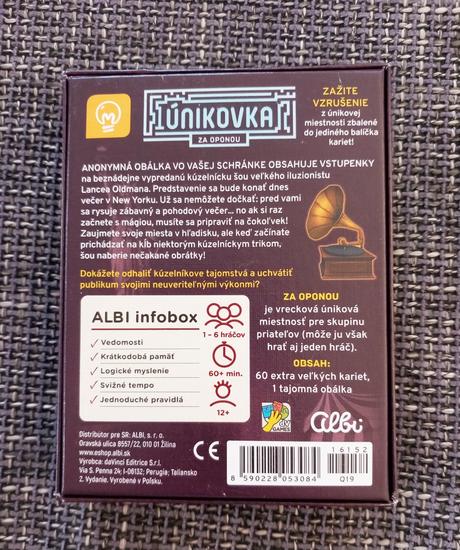 ÚNIKOVKA
ZA OPONOU
ZAŽITE
VZRUŠENIE
z únikovej
miestnosti zbalené
do jediného balíčka
kariet!
ANONYMNÁ OBÁLKA VO VAŠEJ SCHRÁNKE OBSAHUJE VSTUPENKY
na beznádejne vypredanú kúzelnícku šou veľkého iluzionistu
Lancea Oldmana. Predstavenie sa bude konať dnes
večer v New Yorku. Už sa nemôžete dočkať: pred vami
sa rysuje zábavný a pohodový večer... no ak si raz
začnete s mágiou, musíte sa pripraviť na čokoľvek!
Zaujmete svoje miesta v hľadisku, ale keď začínate
prichádzať na kĺb niektorým kúzelníckym trikom,
šou naberie nečakané obrátky!
Dokážete odhaliť kúzelníkove tajomstvá a uchvátiť
publikum svojimi neuveriteľnými výkonmi?
ALBI infobox
✓ Vedomosti
✓ Krátkodobá pamäť
✓ Logické myslenie
✓ Svižné tempo
✓ Jednoduché pravidlá
1 – 6 hráčov
60+ min.
12+
ZA OPONOU
je vrecková úniková
miestnosť pre skupinu
priateľov (môže ju však
hrať aj jeden hráč).
OBSAH:
60 extra veľkých kariet,
1 tajomná obálka
dV
GAMES
albi
Distribútor pre SR: ALBI, s. r. o.
Oravská ulica 8557/22, 010 01 Žilina
www.eshop.albi.sk
Výrobca: daVinci Editrice S.r.l.
Via S. Penna 24; I-06132; Perugia; Taliansko
2. Vydanie. Vyrobené v Poľsku.
CE
16152
8 590228 053084
Q19